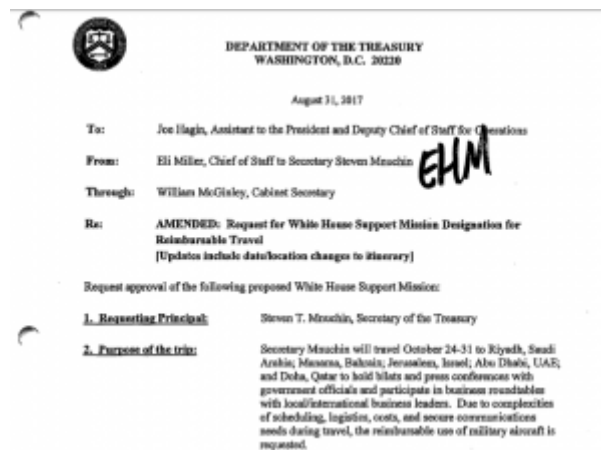 DEPARTMENT OF THE TREASURY
WASHINGTON, D.C. 20220
August 31, 2017
To: Joe Hagin, Assistant to the President and Deputy Chief of Staff for Operations
From: Eli Miller, Chief of Staff to Secretary Steven Mnuchin EHM
Through: William McGinley, Cabinet Secretary
Re: AMENDED: Request for White House Support Mission Designation for
Reimbursable Travel
[Updates include date/location changes to itinerary]
Request approval of the following proposed White House Support Mission:
1. Requesting Principal: Steven T. Mnuchin, Secretary of the Treasury
2. Purpose of the trip: Secretary Mnuchin will travel October 24-31 to Riyadh, Saudi
Arabia; Manama, Bahrain; Jerusalem, Israel; Abu Dhabi, UAE;
and Doha, Qatar to hold bilats and press conferences with
government officials and participate in business roundtables
with local/international business leaders. Due to complexities
of scheduling, logistics, costs, and secure communications
needs during travel, the reimbursable use of military aircraft is
requested.